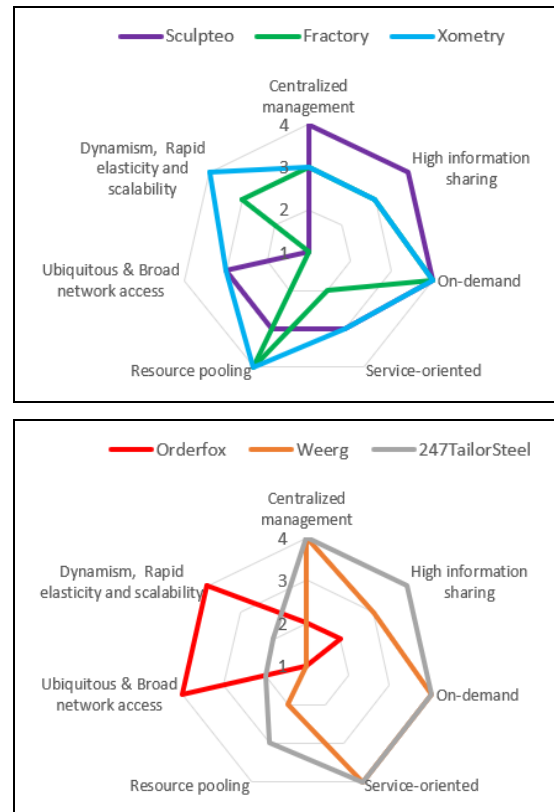 Sculpteo Fractory Xometry
Centralized
management
4
Dynamism, Rapid
elasticity and
scalability
3
High information
sharing
2
Ubiquitous & Broad
network access
1
On-demand
Resource pooling
Service-oriented
Orderfox Weerg 247TailorSteel
Centralized
management
4
Dynamism, Rapid
elasticity and scalability
3
High information
sharing
2
Ubiquitous & Broad
network access
1
On-demand
Resource pooling
Service-oriented